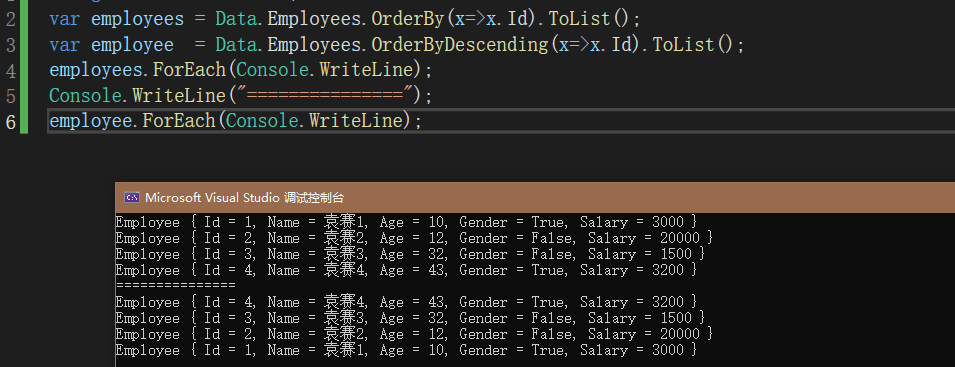 2 var employees = Data.Employees.OrderBy(x=>x.Id).ToList();
3 var employee  = Data.Employees.OrderByDescending(x=>x.Id).ToList();
4 employees.ForEach(Console.WriteLine);
5 Console.WriteLine("===============");
6 employee.ForEach(Console.WriteLine);
Microsoft Visual Studio 调试控制台
Employee { Id = 1, Name = 袁赛1, Age = 10, Gender = True, Salary = 3000 }
Employee { Id = 2, Name = 袁赛2, Age = 12, Gender = False, Salary = 20000 }
Employee { Id = 3, Name = 袁赛3, Age = 32, Gender = False, Salary = 1500 }
Employee { Id = 4, Name = 袁赛4, Age = 43, Gender = True, Salary = 3200 }
===============
Employee { Id = 4, Name = 袁赛4, Age = 43, Gender = True, Salary = 3200 }
Employee { Id = 3, Name = 袁赛3, Age = 32, Gender = False, Salary = 1500 }
Employee { Id = 2, Name = 袁赛2, Age = 12, Gender = False, Salary = 20000 }
Employee { Id = 1, Name = 袁赛1, Age = 10, Gender = True, Salary = 3000 }